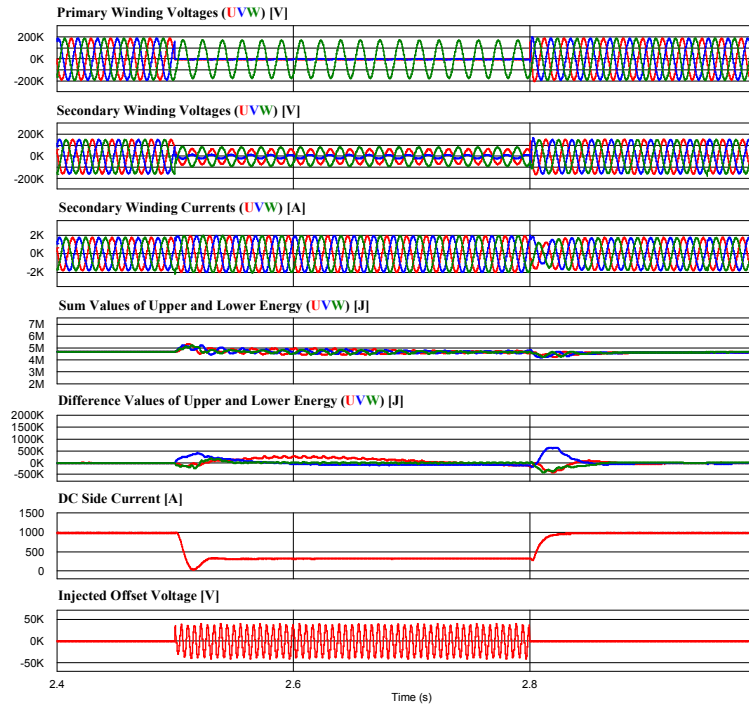 Primary Winding Voltages (UVW) [V]
200K
0K
-200K
Secondary Winding Voltages (UVW) [V]
200K
0K
-200K
Secondary Winding Currents (UVW) [A]
2K
0K
-2K
Sum Values of Upper and Lower Energy (UVW) [J]
7M
6M
5M
4M
3M
2M
Difference Values of Upper and Lower Energy (UVW) [J]
2000K
1500K
1000K
500K
0K
-500K
DC Side Current [A]
1500
1000
500
0
Injected Offset Voltage [V]
50K
0K
-50K
2.4 2.6 2.8
Time (s)